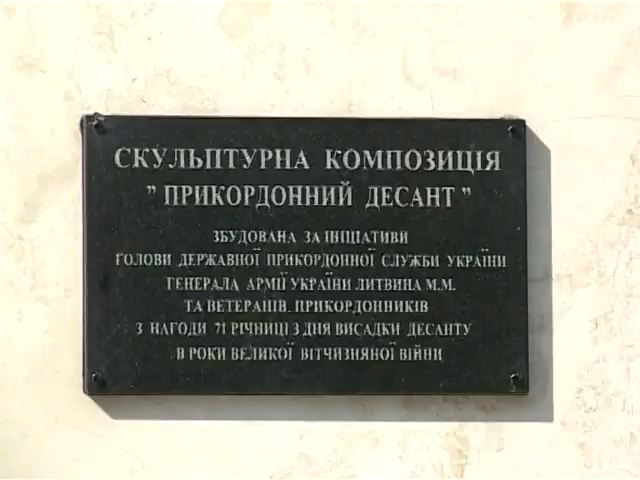 СКУЛЬПТУРНА КОМПОЗИЦІЯ
" ПРИКОРДОННИЙ ДЕСАНТ "
ЗБУДОВАНА ЗА ІНІЦІАТИВИ
ГОЛОВИ ДЕРЖАВНОЇ ПРИКОРДОННОЇ СЛУЖБИ УКРАЇНИ
ГЕНЕРАЛА АРМІЇ УКРАЇНИ ЛИТВИНА М.М.
ТА ВЕТЕРАНІВ. ПРИКОРДОННИКІВ
З НАГОДИ 71 РІЧНИЦІ З ДНЯ ВИСАДКИ ДЕСАНТУ
В РОКИ ВЕЛИКОЇ ВІТЧИЗНЯНОЇ ВІЙНИ